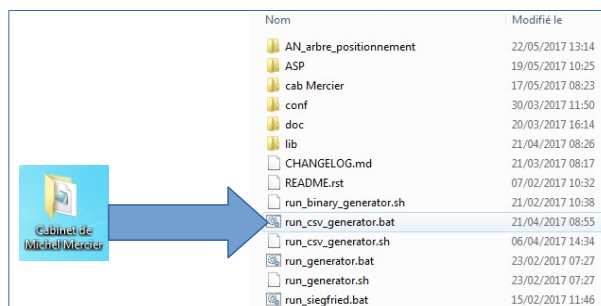 Nom Modifié le
AN_arbre_positionnement 22/05/2017 13:14
ASP 19/05/2017 10:25
cab Mercier 17/05/2017 08:23
conf 30/03/2017 11:50
doc 20/03/2017 16:14
lib 21/04/2017 08:26
CHANGELOG.md 21/03/2017 08:17
README.rst 07/02/2017 10:32
run_binary_generator.sh 21/02/2017 10:38
run_csv_generator.bat 21/04/2017 08:55
run_csv_generator.sh 06/04/2017 14:34
run_generator.bat 23/02/2017 07:27
run_generator.sh 23/02/2017 07:27
run_siegfried.bat 15/02/2017 11:46
Cabinet de
Michel Mercier